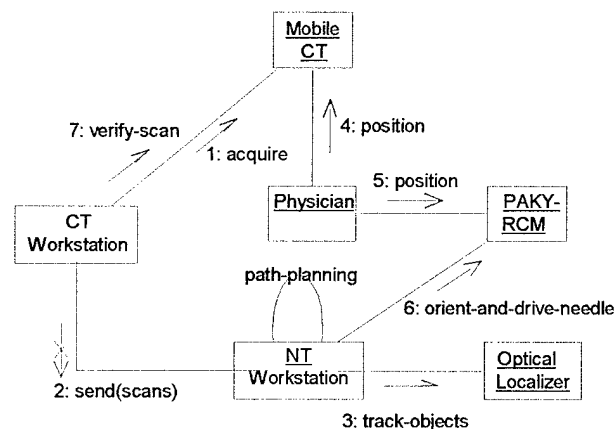 Mobile
CT
7: verify-scan
4: position
1: acquire
5: position
Physician
PAKY-
RCM
CT
Workstation
path-planning
6: orient-and-drive-needle
NT
Workstation
Optical
Localizer
2: send(scans)
3: track-objects